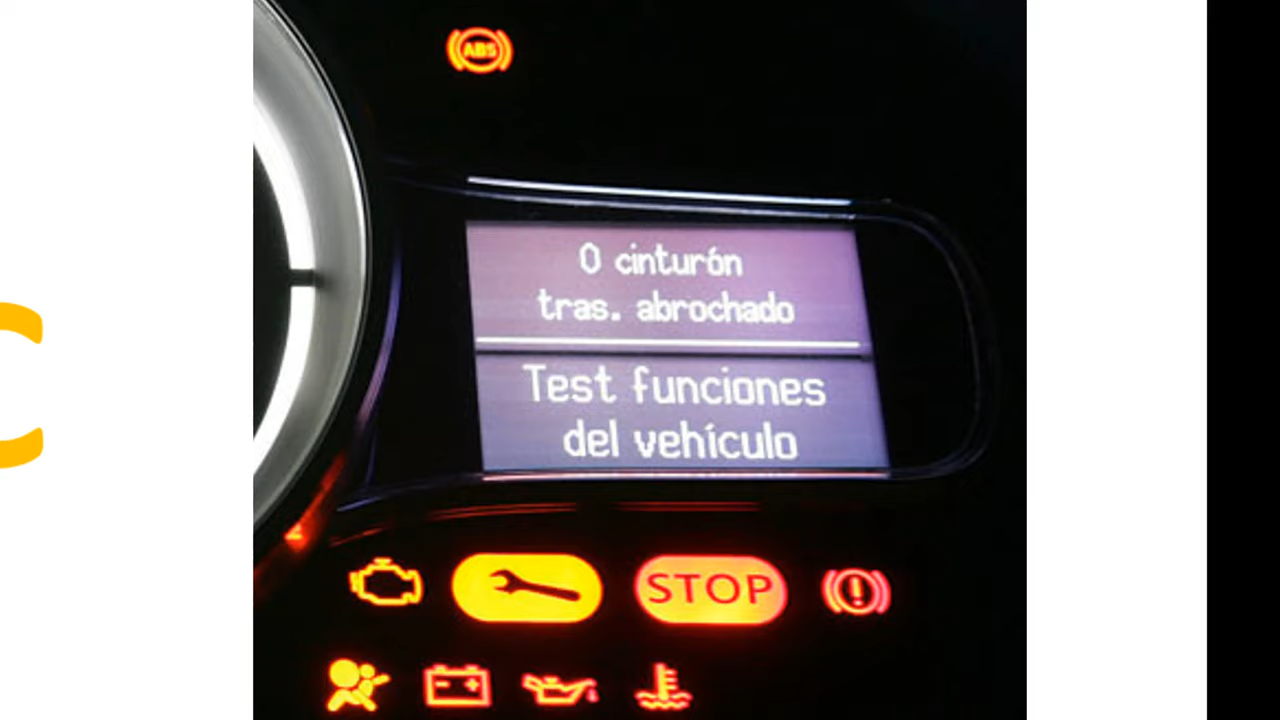 ABS
0 cinturón
tras. abrochado
Test funciones
del vehículo
STOP